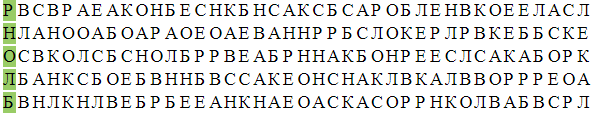 Р В С В Р А Е А К О Н Б Е С Н К Б Н С А К С Б С А Р О Б Л Е Н В К О Е Е Л А С Л
Н Л А Н О О А Б О А Р А О Е О А Е В А Н Н Р Р Б С Л О К Е Р Л Р В К Е Б Б С К Е
О С В К О Л С Б С Н О Л Б Р Р В Е А Б Р Н Н А К Б О Н Р Е Е С Л С А К А Б О Р К
Л Б А Н К С Б О Е Б В Н Н Б В С С А К Е О Н С Н А К Л В К А Л В В О Р Р Р Е О А
Б В Н Л К Н Л В Е Б Р Б Е Е А Н К Н А Е О А С К А С О Р Р Н К О Л В А Б В С Р Л